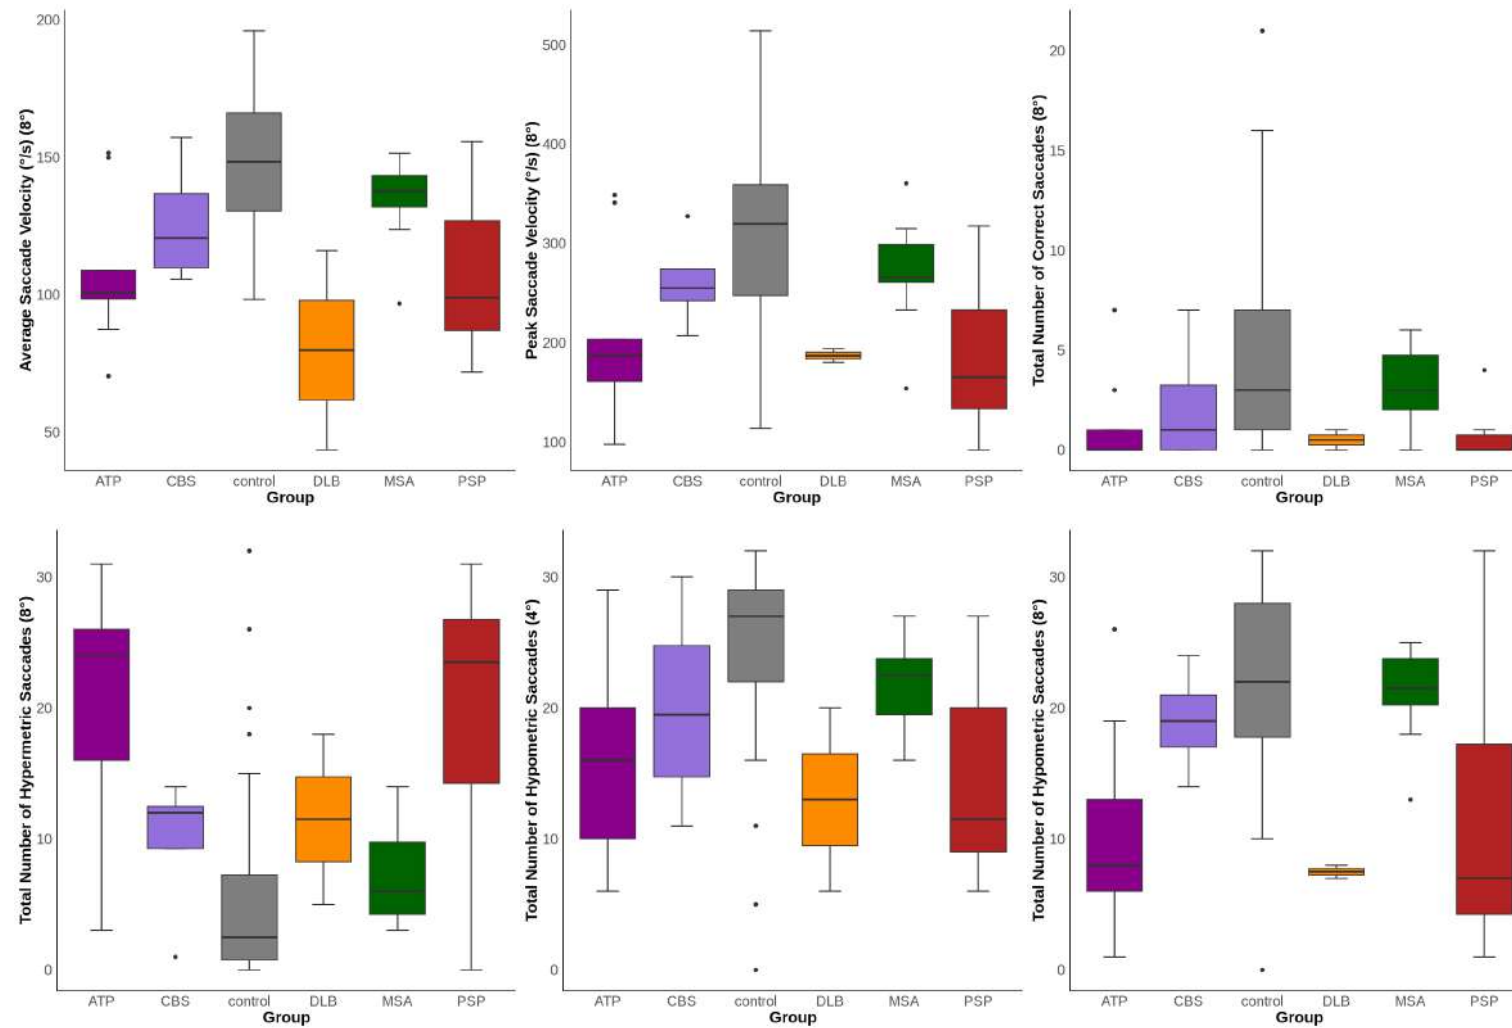 Average Saccade Velocity (°/s) (8°)
200
150
100
50
ATP CBS control DLB MSA PSP
Group
Peak Saccade Velocity (°/s) (8°)
500
400
300
200
100
ATP CBS control DLB MSA PSP
Group
Total Number of Correct Saccades (8°)
20
15
10
5
0
ATP CBS control DLB MSA PSP
Group
Total Number of Hypermetric Saccades (8°)
30
20
10
0
ATP CBS control DLB MSA PSP
Group
Total Number of Hypometric Saccades (4°)
30
20
10
0
ATP CBS control DLB MSA PSP
Group
Total Number of Hypometric Saccades (8°)
30
20
10
0
ATP CBS control DLB MSA PSP
Group